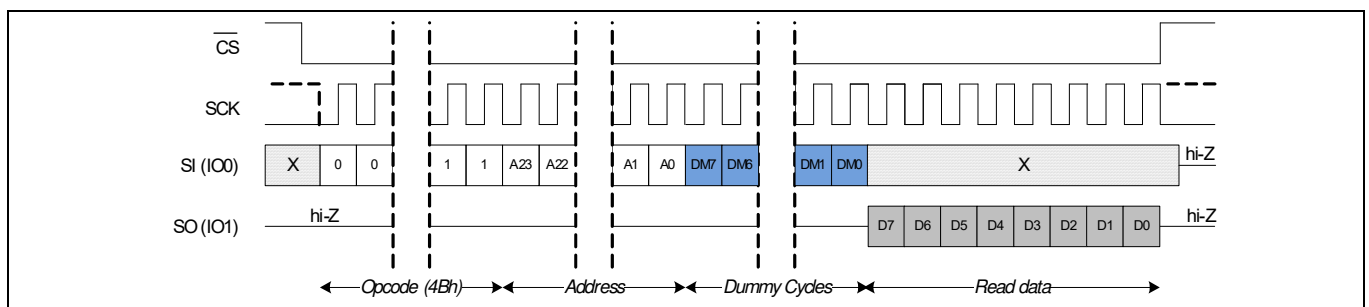 CS
SCK
SI (IO0) X 0 0 1 1 A23 A22 A1 A0 DM7 DM6 DM1 DM0 X hi-Z
SO (IO1) hi-Z D7 D6 D5 D4 D3 D2 D1 D0 hi-Z
Opcode (4Bh) Address Dummy Cycles Read data